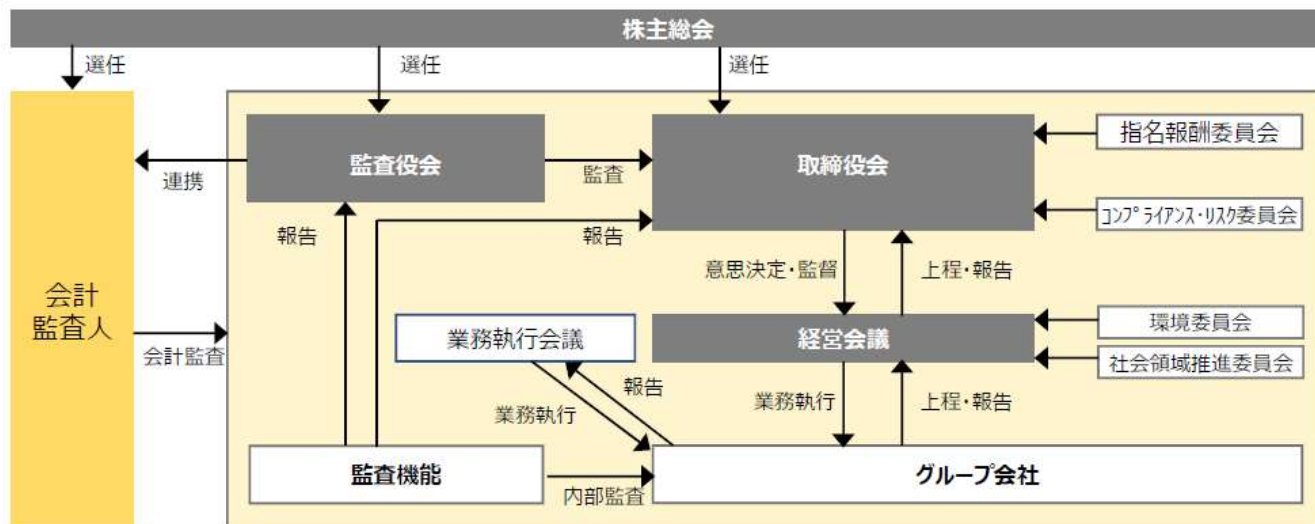 株主総会
選任
選任
選任
監査役会
取締役会
指名報酬委員会
コンプライアンス・リスク委員会
連携
監査
報告
報告
意思決定・監督
上程・報告
会計
監査人
会計監査
業務執行会議
経営会議
環境委員会
社会領域推進委員会
報告
業務執行
業務執行
上程・報告
監査機能
内部監査
グループ会社